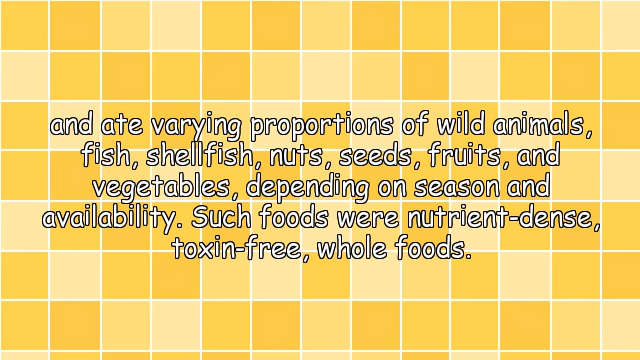 and ate varying proportions of wild animals,
fish, shellfish, nuts, seeds, fruits, and
vegetables, depending on season and
availability. Such foods were nutrient-dense,
toxin-free, whole foods.